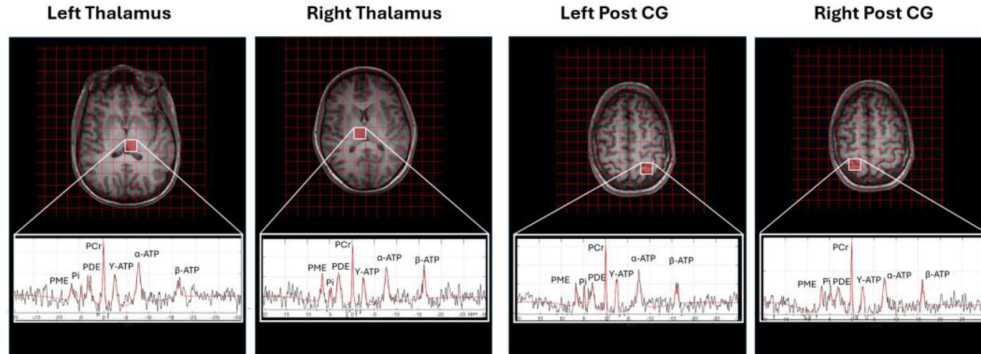 Left Thalamus
Right Thalamus
Left Post CG
Right Post CG
PCr
α-ATP
PDE
Y-ATP
β-ATP
PME
Pi
PCr
α-ATP
PME
PDE
Y-ATP
β-ATP
Pi
PCr
α-ATP
β-ATP
PME
Pi
PDE
Y-ATP
PCr
PME
Pi
PDE
Y-ATP
α-ATP
β-ATP